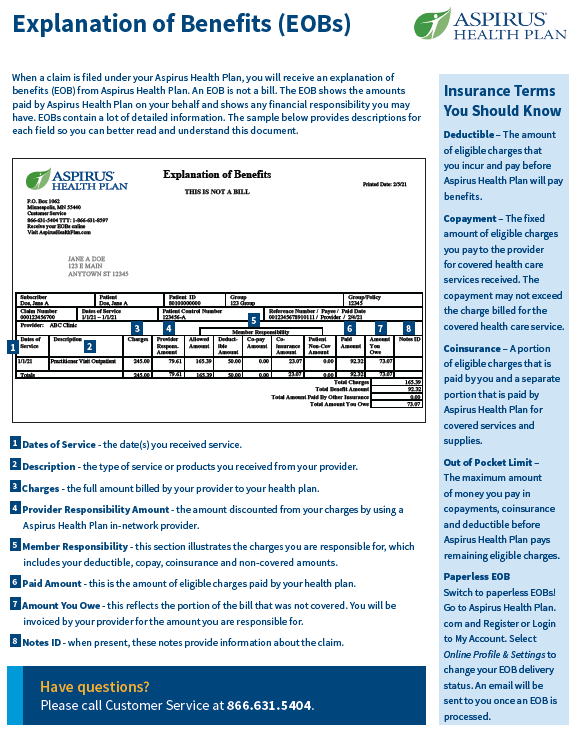 Explanation of Benefits (EOBs)
ASPIRUS®
HEALTH PLAN
When a claim is filed under your Aspirus Health Plan, you will receive an explanation of
benefits (EOB) from Aspirus Health Plan. An EOB is not a bill. The EOB shows the amounts
paid by Aspirus Health Plan on your behalf and shows any financial responsibility you may
have. EOBs contain a lot of detailed information. The sample below provides descriptions for
each field so you can better read and understand this document.
ASPIRUS®
HEALTH PLAN
Explanation of Benefits
THIS IS NOT A BILL
Printed Date: 2/5/21
P.O. Box 1062
Minneapolis, MN 55440
Customer Service
866-631-5404 TTY: 1-866-631-8597
Receive your EOBs online
Visit AspirusHealthPlan.com
JANE A DOE
123 E MAIN
ANYTOWN ST 12345
Subscriber Patient Patient ID Group Group/Policy
Doe, Jane A Doe, Jane A 80100000000 123 Group 12345
Claim Number Dates of Service Patient Control Number Reference Number / Payee / Paid Date
000123456700 1/1/21 – 1/1/21 123456-A 0012345678910111 / Provider / 2/4/21
Provider: ABC Clinic 3 4 5 6 7 8
Member Responsibility
1 Dates of Service Description 2 Charges Provider Respons. Amount Allowed Amount Deduct-ible Amount Co-pay Amount Co-Insurance Amount Patient Non-Cov Amount Paid Amount Amount You Owe Notes ID
1/1/21 Practitioner Visit Outpatient 245.00 79.61 165.39 50.00 0.00 23.07 0.00 92.32 73.07
Totals 245.00 79.61 165.39 50.00 0.00 23.07 0.00 92.32 73.07
Total Charges 165.39
Total Benefit Amount 92.32
Total Amount Paid By Other Insurance 0.00
Total Amount You Owe 73.07
1 Dates of Service - the date(s) you received service.
2 Description - the type of service or products you received from your provider.
3 Charges - the full amount billed by your provider to your health plan.
4 Provider Responsibility Amount - the amount discounted from your charges by using a
Aspirus Health Plan in-network provider.
5 Member Responsibility - this section illustrates the charges you are responsible for, which
includes your deductible, copay, coinsurance and non-covered amounts.
6 Paid Amount - this is the amount of eligible charges paid by your health plan.
7 Amount You Owe - this reflects the portion of the bill that was not covered. You will be
invoiced by your provider for the amount you are responsible for.
8 Notes ID - when present, these notes provide information about the claim.
Have questions?
Please call Customer Service at 866.631.5404.
Insurance Terms
You Should Know
Deductible – The amount
of eligible charges that
you incur and pay before
Aspirus Health Plan will pay
benefits.
Copayment – The fixed
amount of eligible charges
you pay to the provider
for covered health care
services received. The
copayment may not exceed
the charge billed for the
covered health care service.
Coinsurance – A portion
of eligible charges that is
paid by you and a separate
portion that is paid by
Aspirus Health Plan for
covered services and
supplies.
Out of Pocket Limit –
The maximum amount
of money you pay in
copayments, coinsurance
and deductible before
Aspirus Health Plan pays
remaining eligible charges.
Paperless EOB
Switch to paperless EOBs!
Go to Aspirus Health Plan.
com and Register or Login
to My Account. Select
Online Profile & Settings to
change your EOB delivery
status. An email will be
sent to you once an EOB is
processed.